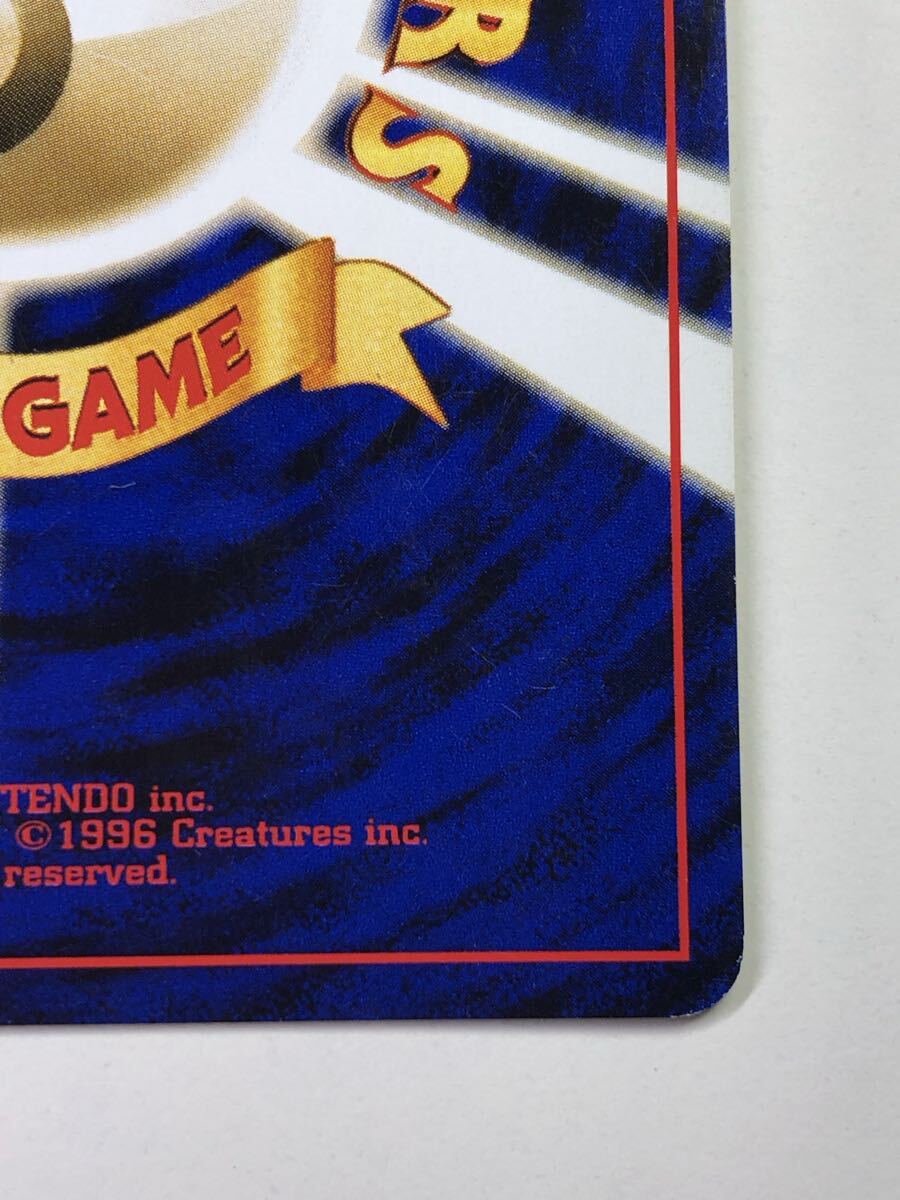 R
S
GAME
TENDO inc.
©1996 Creatures inc.
reserved.